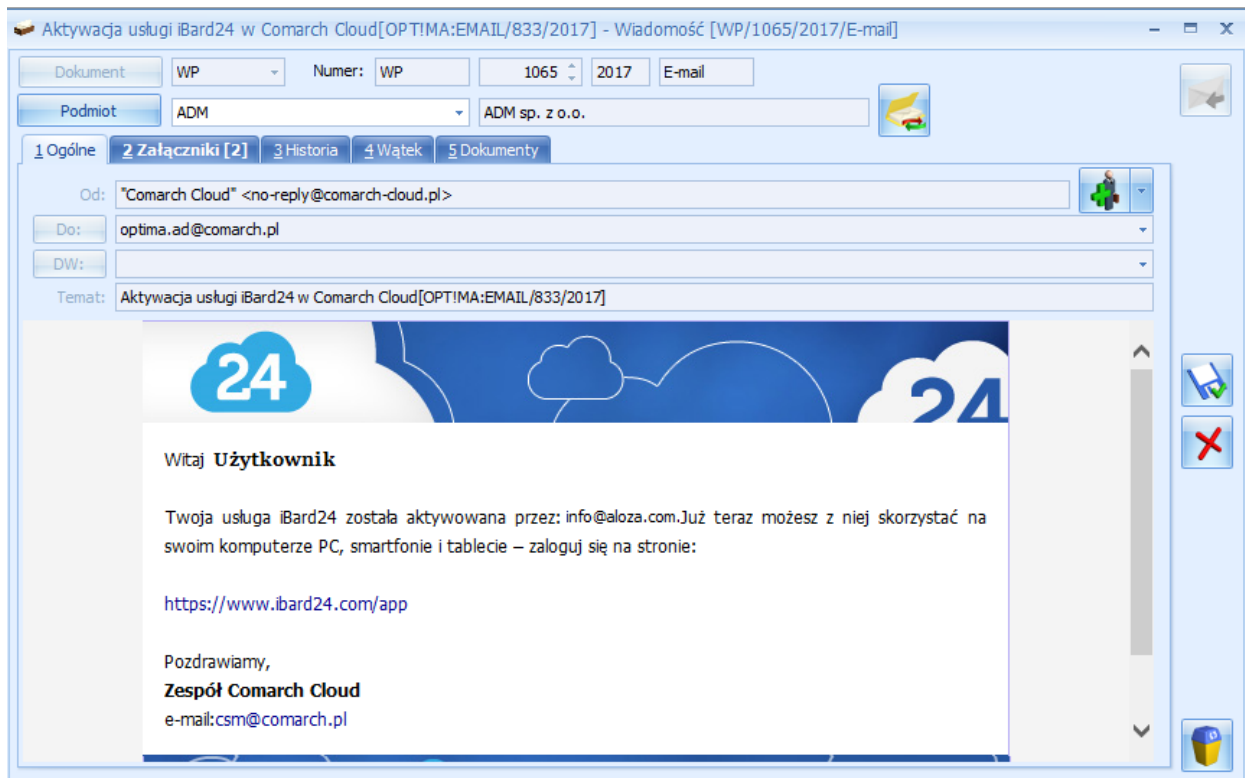 Aktywacja usługi iBard24 w Comarch Cloud[OPT!MA:EMAIL/833/2017] - Wiadomość [WP/1065/2017/E-mail]
Dokument WP Numer: WP 1065 2017 E-mail
Podmiot ADM ADM sp. z o.o.
1 Ogólne 2 Załączniki [2] 3 Historia 4 Wątek 5 Dokumenty
Od: "Comarch Cloud" <no-reply@comarch-cloud.pl>
Do: optima.ad@comarch.pl
DW:
Temat: Aktywacja usługi iBard24 w Comarch Cloud[OPT!MA:EMAIL/833/2017]
24 24
Witaj Użytkownik
Twoja usługa iBard24 została aktywowana przez: info@aloza.com.Już teraz możesz z niej skorzystać na
swoim komputerze PC, smartfonie i tablecie – zaloguj się na stronie:
https://www.ibard24.com/app
Pozdrawiamy,
Zespół Comarch Cloud
e-mail:csm@comarch.pl